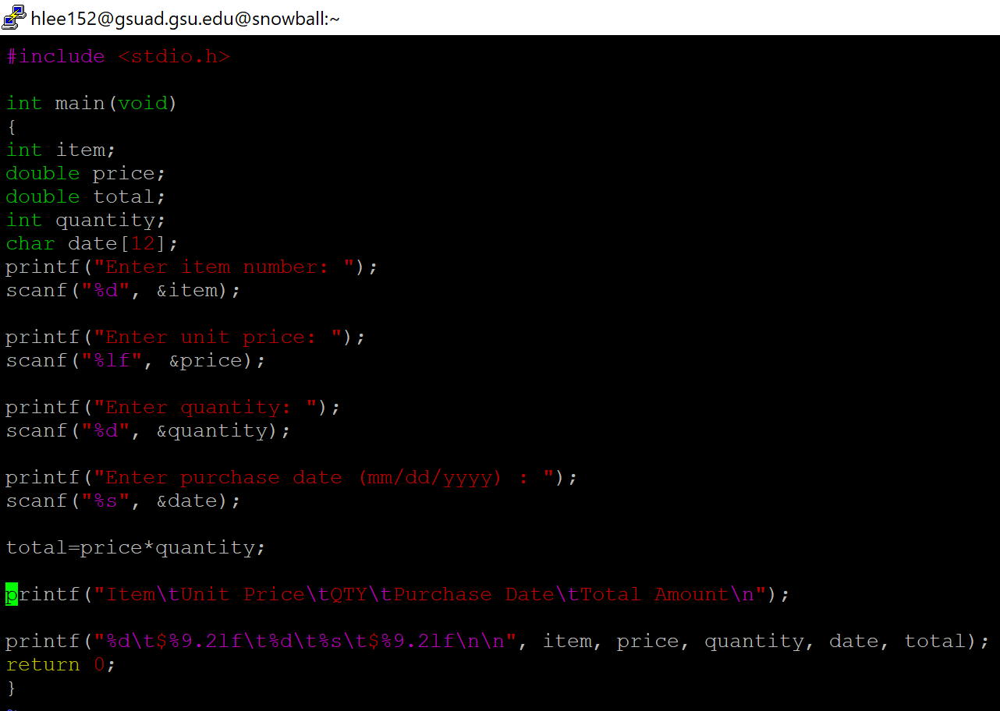 hlee152@gsuad.gsu.edu@snowball:~
#include <stdio.h>
int main(void)
{
int item;
double price;
double total;
int quantity;
char date[12];
printf("Enter item number: ");
scanf("%d", &item);
printf("Enter unit price: ");
scanf("%lf", &price);
printf("Enter quantity: ");
scanf("%d", &quantity);
printf("Enter purchase date (mm/dd/yyyy) : ");
scanf("%s", &date);
total=price*quantity;
printf("Item\tUnit Price\tQTY\tPurchase Date\tTotal Amount\n");
printf("%d\t$%9.2lf\t%d\t%s\t$%9.2lf\n\n", item, price, quantity, date, total);
return 0;
}